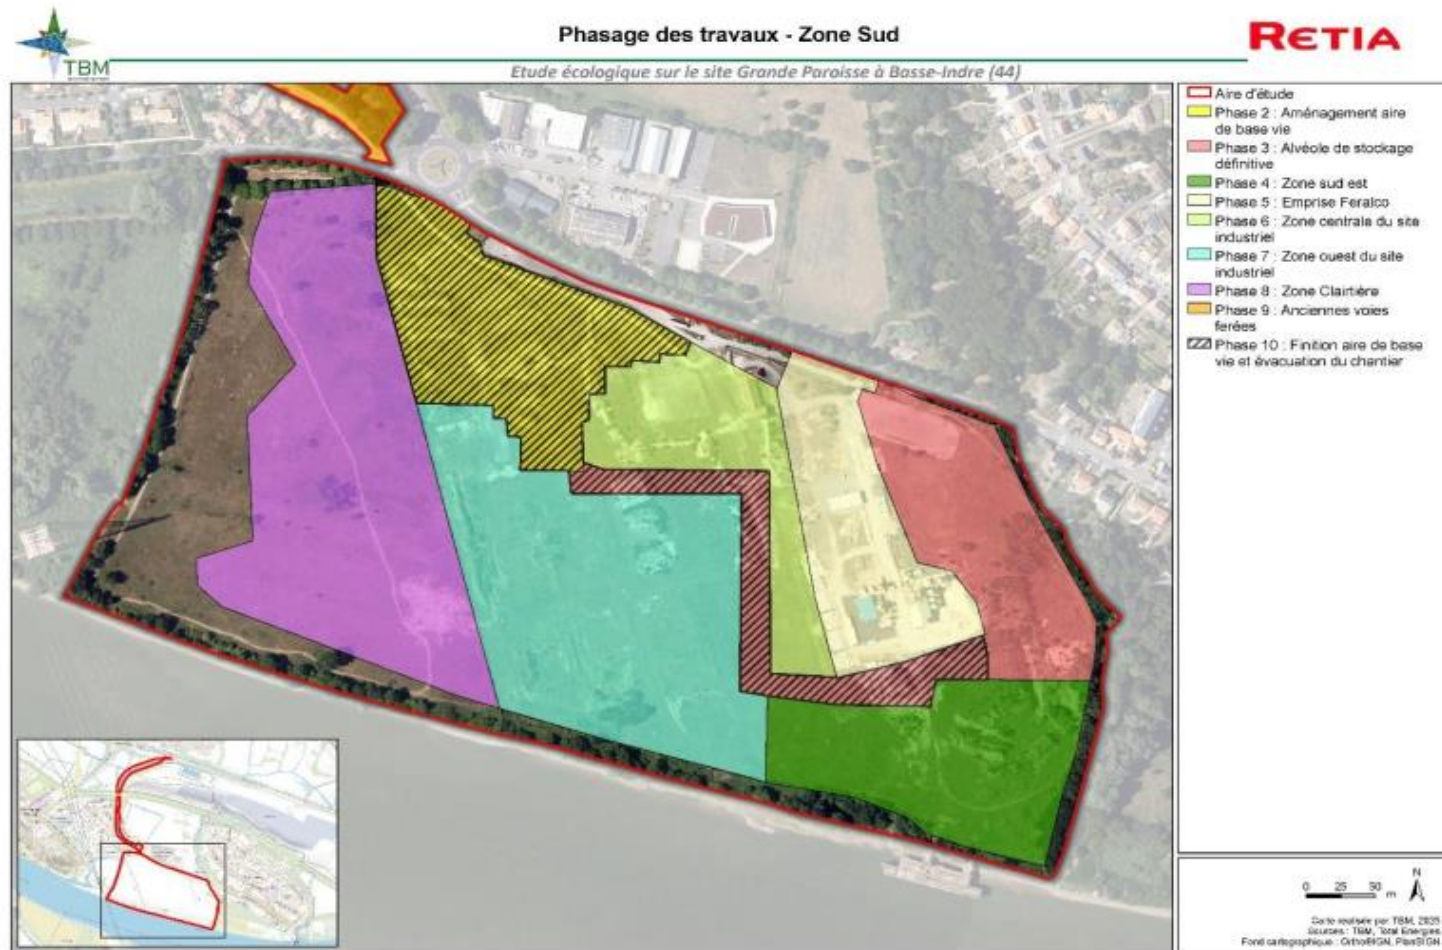 Phasage des travaux - Zone Sud
RETIA
TBM
Etude écologique sur le site Grande Paroisse à Basse-Indre (44)
Aire d'étude
Phase 2 : Aménagement aire
de base vie
Phase 3 : Alvéole de stockage
définitive
Phase 4 : Zone sud est
Phase 5 : Emprise Feralco
Phase 6 : Zone centrale du site
industriel
Phase 7 : Zone ouest du site
industriel
Phase 8 : Zone Clairtière
Phase 9 : Anciennes voies
ferées
Phase 10 : Finition aire de base
vie et évacuation du chantier
N
0 25 50 m
Carte réalisée par TBM, 2025
Sources : TBM, Total Energies
Fond cartographique : OrthoIGN, PlanIGN